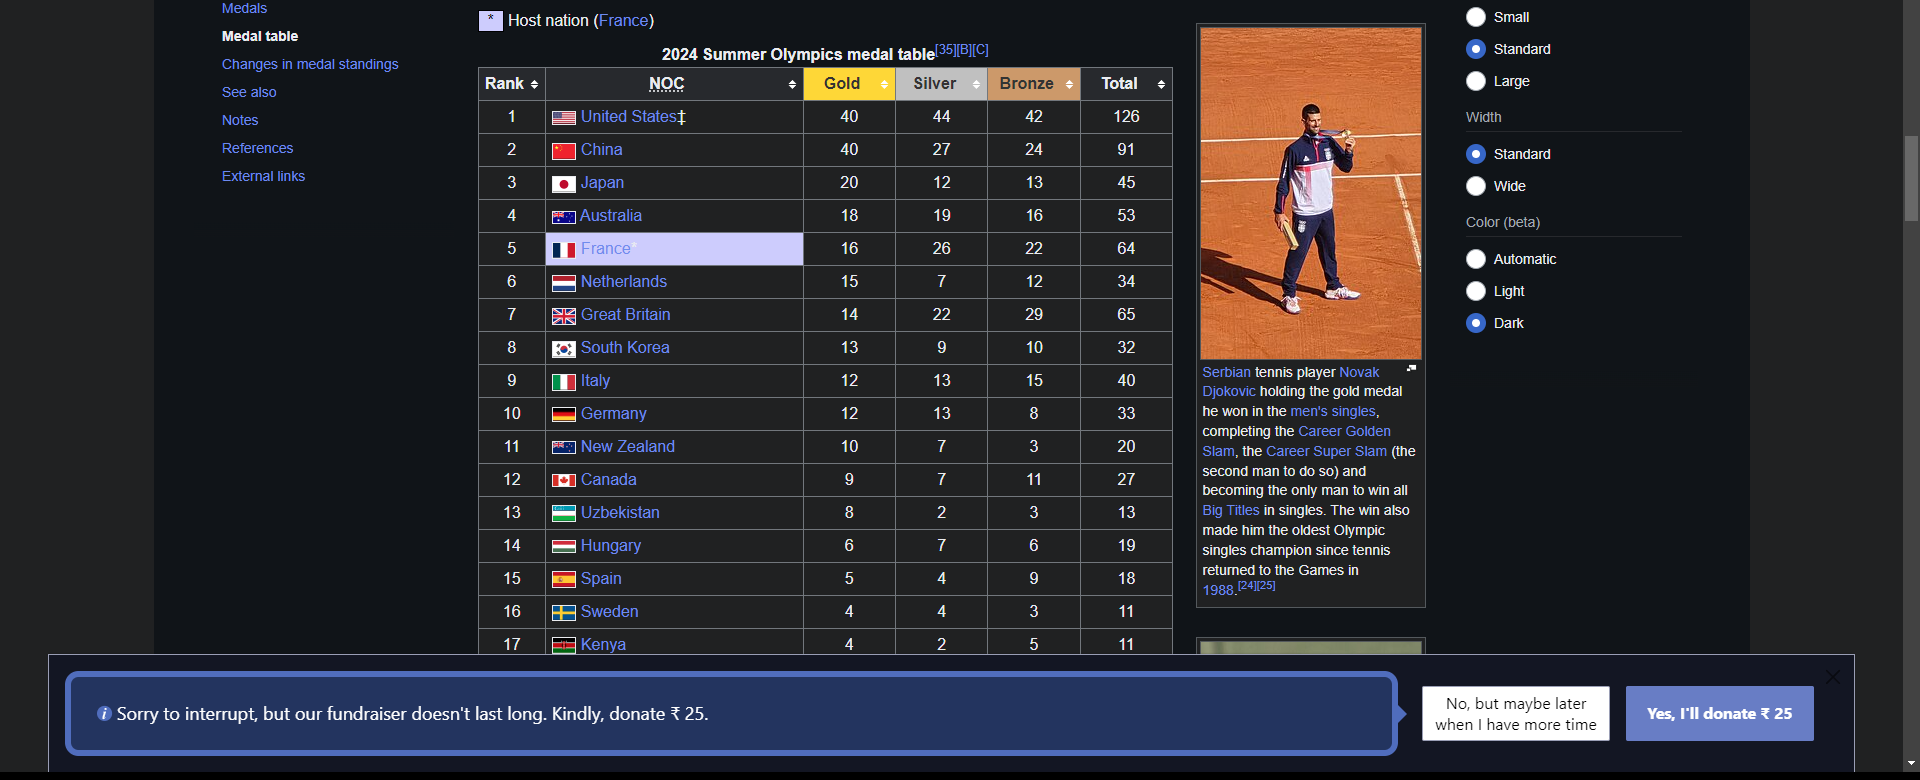 Medals
Medal table
Changes in medal standings
See also
Notes
References
External links
* Host nation (France)
2024 Summer Olympics medal table[35][B][C]
Rank NOC Gold Silver Bronze Total
1 United States‡ 40 44 42 126
2 China 40 27 24 91
3 Japan 20 12 13 45
4 Australia 18 19 16 53
5 France* 16 26 22 64
6 Netherlands 15 7 12 34
7 Great Britain 14 22 29 65
8 South Korea 13 9 10 32
9 Italy 12 13 15 40
10 Germany 12 13 8 33
11 New Zealand 10 7 3 20
12 Canada 9 7 11 27
13 Uzbekistan 8 2 3 13
14 Hungary 6 7 6 19
15 Spain 5 4 9 18
16 Sweden 4 4 3 11
17 Kenya 4 2 5 11
Serbian tennis player Novak
Djokovic holding the gold medal
he won in the men's singles,
completing the Career Golden
Slam, the Career Super Slam (the
second man to do so) and
becoming the only man to win all
Big Titles in singles. The win also
made him the oldest Olympic
singles champion since tennis
returned to the Games in
1988.[24][25]
Small
Standard
Large
Width
Standard
Wide
Color (beta)
Automatic
Light
Dark
Sorry to interrupt, but our fundraiser doesn't last long. Kindly, donate ₹ 25.
No, but maybe later
when I have more time
Yes, I'll donate ₹ 25